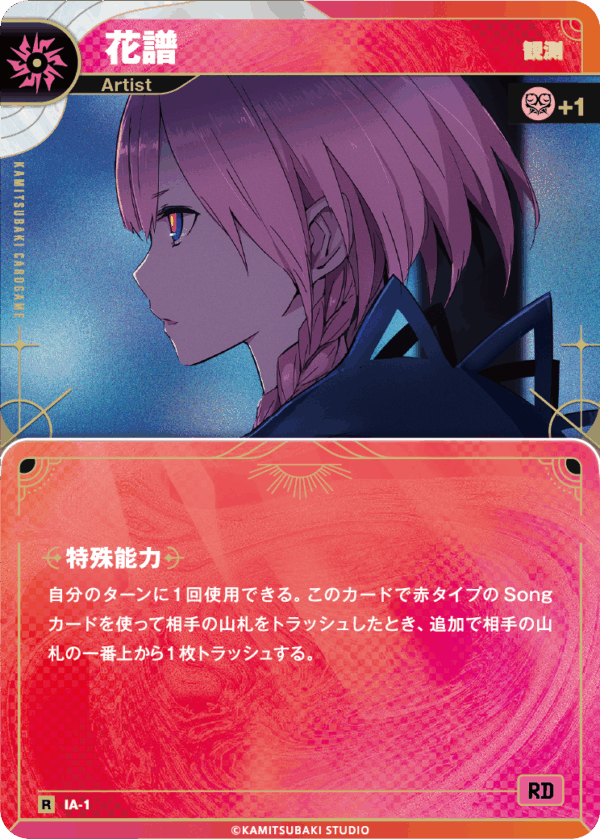 花譜
観測
Artist
+1
KAMITSUBAKI CARDGAME
特殊能力
自分のターンに1回使用できる。このカードで赤タイプのSong
カードを使って相手の山札をトラッシュしたとき、追加で相手の山
札の一番上から1枚トラッシュする。
RD
R IA-1
©KAMITSUBAKI STUDIO